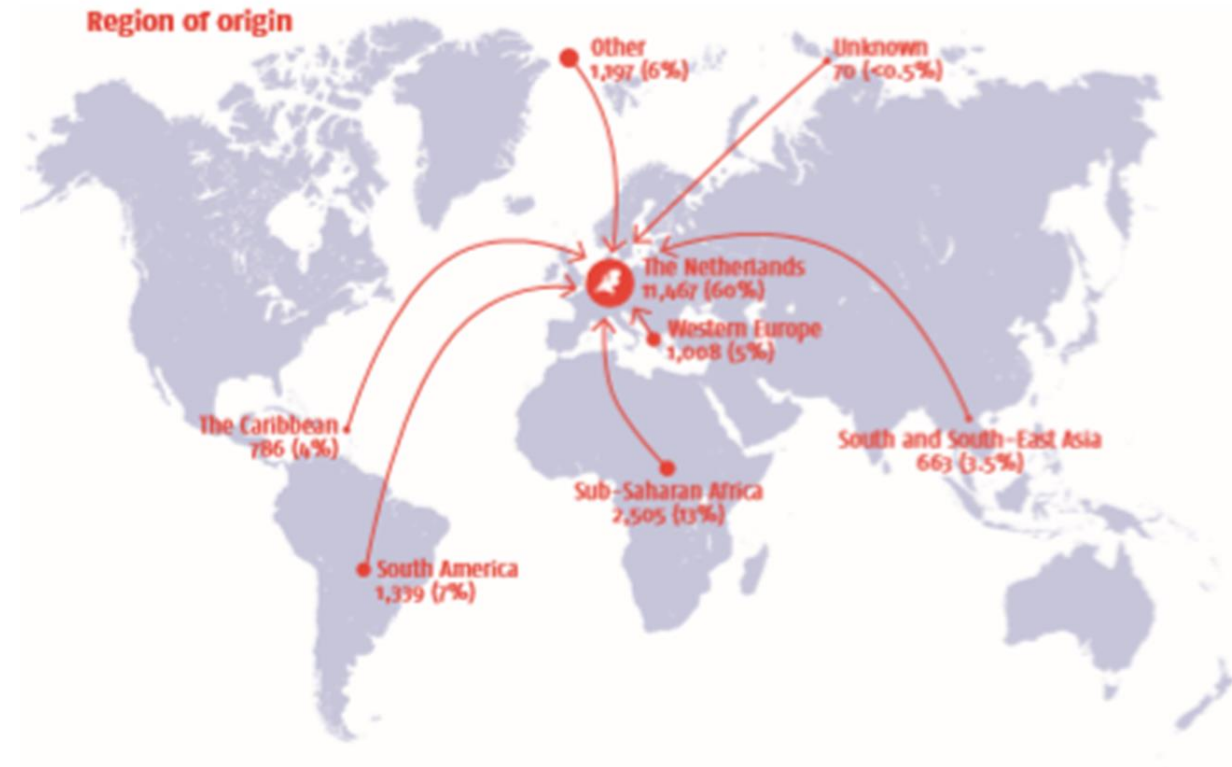 Region of origin
Other
1,197 (6%)
Unknown
70 (<0.5%)
The Netherlands
11,467 (60%)
Western Europe
1,008 (5%)
The Caribbean
786 (4%)
South and South-East Asia
663 (3.5%)
Sub-Saharan Africa
2,505 (13%)
South America
1,339 (7%)